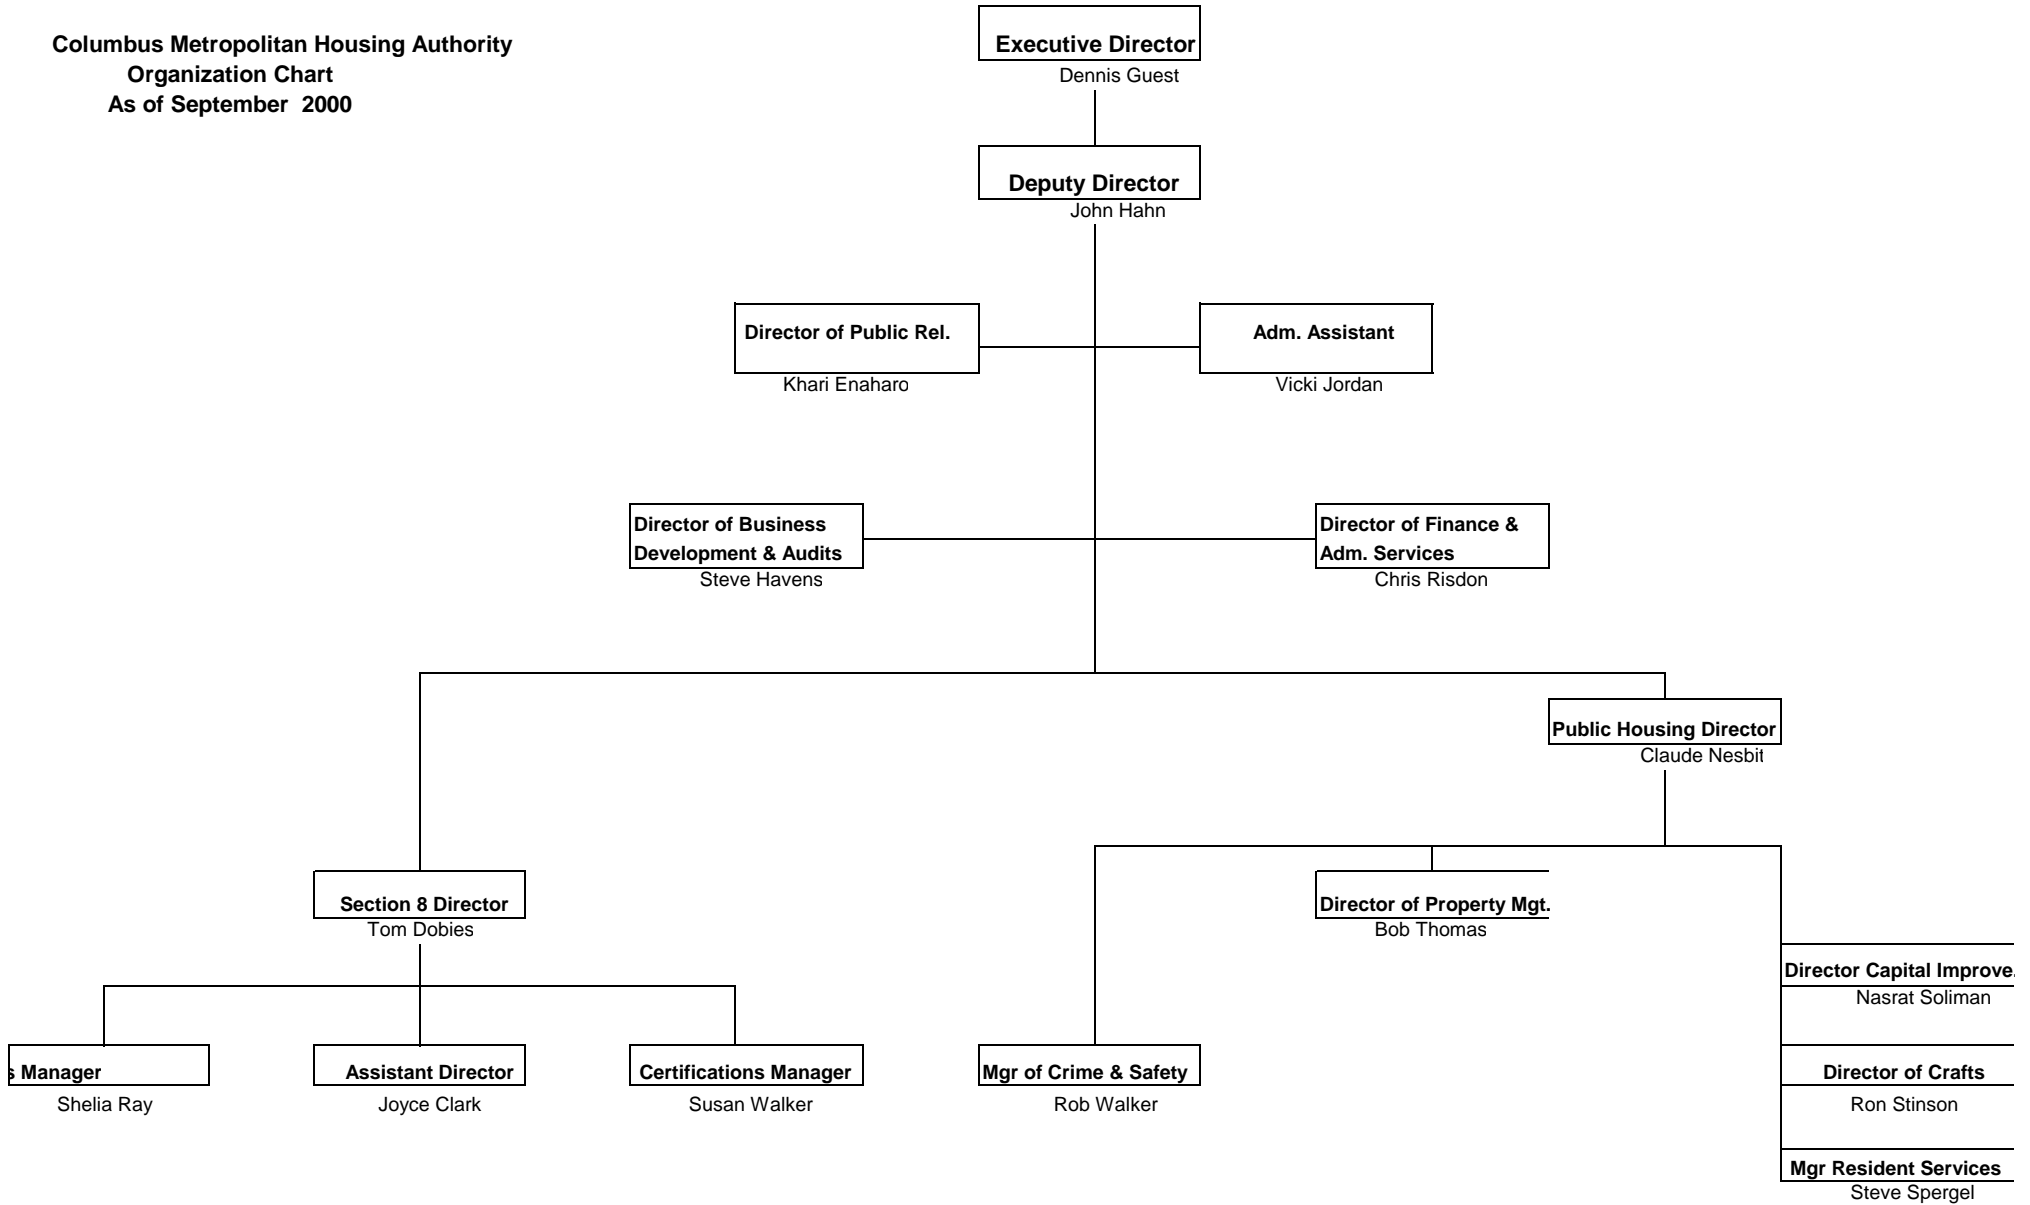 Columbus Metropolitan Housing Authority
Organization Chart
As of September 2000
Executive Director
Dennis Guest
Deputy Director
John Hahn
Director of Public Rel.
Khari Enaharo
Adm. Assistant
Vicki Jordan
Director of Business
Development & Audits
Steve Havens
Director of Finance &
Adm. Services
Chris Risdon
Public Housing Director
Claude Nesbit
Section 8 Director
Tom Dobies
Director of Property Mgt.
Bob Thomas
Director Capital Improve.
Nasrat Soliman
Manager
Shelia Ray
Assistant Director
Joyce Clark
Certifications Manager
Susan Walker
Mgr of Crime & Safety
Rob Walker
Director of Crafts
Ron Stinson
Mgr Resident Services
Steve Spergel